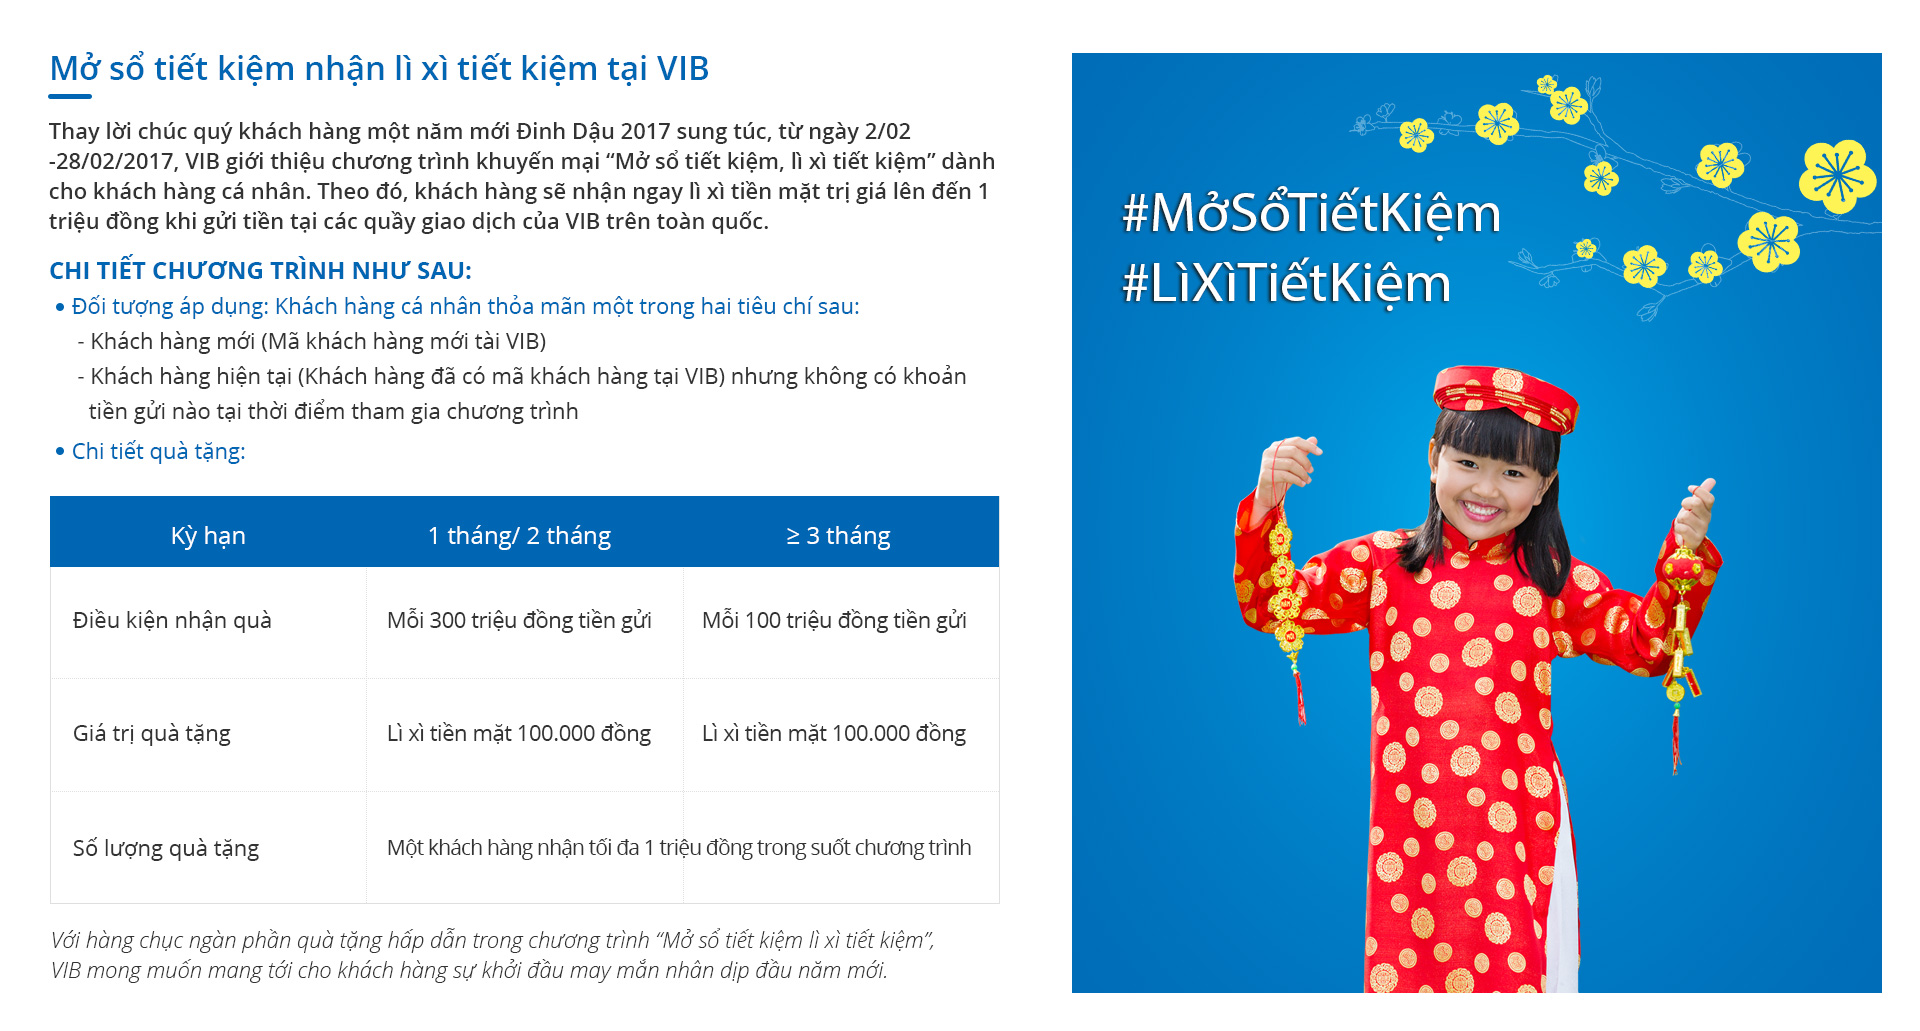 Mở sổ tiết kiệm nhận lì xì tiết kiệm tại VIB
Thay lời chúc quý khách hàng một năm mới Đinh Dậu 2017 sung túc, từ ngày 2/02
-28/02/2017, VIB giới thiệu chương trình khuyến mại “Mở sổ tiết kiệm, lì xì tiết kiệm” dành
cho khách hàng cá nhân. Theo đó, khách hàng sẽ nhận ngay lì xì tiền mặt trị giá lên đến 1
triệu đồng khi gửi tiền tại các quầy giao dịch của VIB trên toàn quốc.
CHI TIẾT CHƯƠNG TRÌNH NHƯ SAU:
• Đối tượng áp dụng: Khách hàng cá nhân thỏa mãn một trong hai tiêu chí sau:
- Khách hàng mới (Mã khách hàng mới tài VIB)
- Khách hàng hiện tại (Khách hàng đã có mã khách hàng tại VIB) nhưng không có khoản
tiền gửi nào tại thời điểm tham gia chương trình
• Chi tiết quà tặng:
Kỳ hạn 1 tháng/ 2 tháng ≥ 3 tháng
Điều kiện nhận quà Mỗi 300 triệu đồng tiền gửi Mỗi 100 triệu đồng tiền gửi
Giá trị quà tặng Lì xì tiền mặt 100.000 đồng Lì xì tiền mặt 100.000 đồng
Số lượng quà tặng Một khách hàng nhận tối đa 1 triệu đồng trong suốt chương trình
Với hàng chục ngàn phần quà tặng hấp dẫn trong chương trình “Mở sổ tiết kiệm lì xì tiết kiệm”,
VIB mong muốn mang tới cho khách hàng sự khởi đầu may mắn nhân dịp đầu năm mới.
#MởSổTiếtKiệm
#LìXìTiếtKiệm